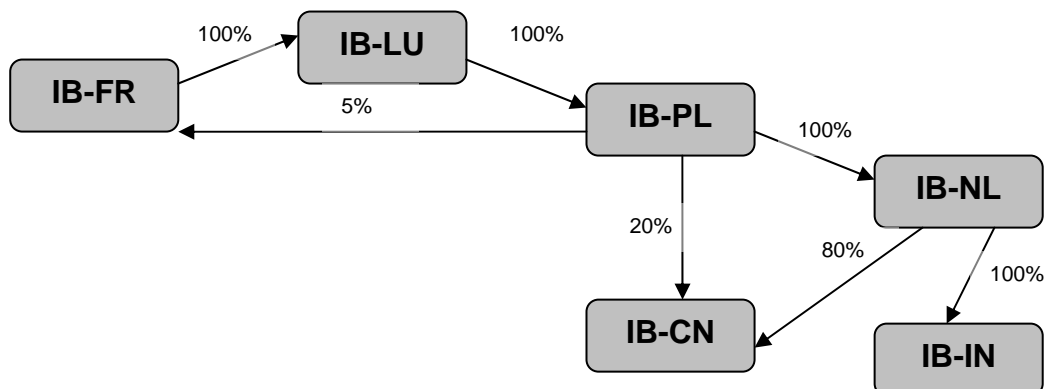 100%
IB-LU
100%
IB-FR
5%
IB-PL
100%
IB-NL
20%
80%
100%
IB-CN
IB-IN